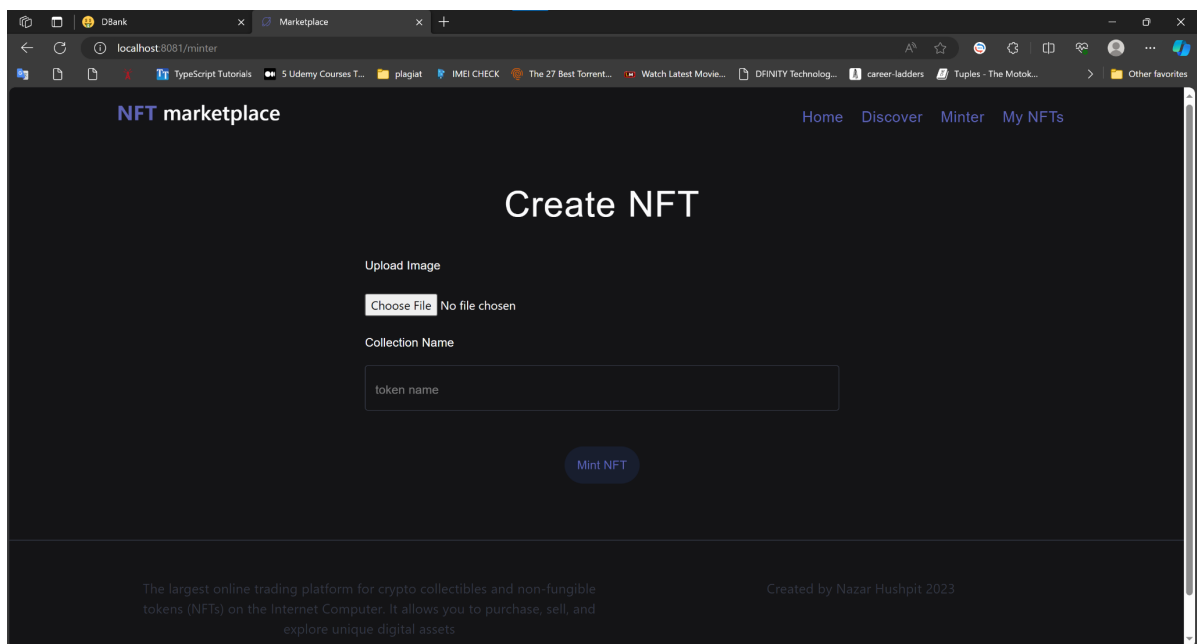 DBank
Marketplace
localhost:8081/minter
TypeScript Tutorials 5 Udemy Courses T... plagiat IMEI CHECK The 27 Best Torrent... Watch Latest Movie... DFINITY Technolog... career-ladders Tuples - The Motok... Other favorites
NFT marketplace
Home Discover Minter My NFTs
Create NFT
Upload Image
Choose File No file chosen
Collection Name
token name
Mint NFT
The largest online trading platform for crypto collectibles and non-fungible
tokens (NFTs) on the Internet Computer. It allows you to purchase, sell, and
explore unique digital assets
Created by Nazar Hushpit 2023